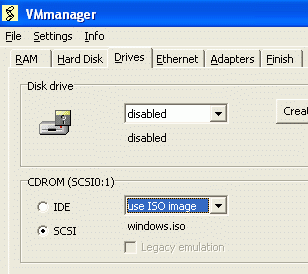 VMmanager
File Settings Info
RAM Hard Disk Drives Ethernet Adapters Finish
Disk drive
disabled
disabled
CDROM (SCSI0:1)
IDE use ISO image
SCSI windows.iso
Legacy emulation